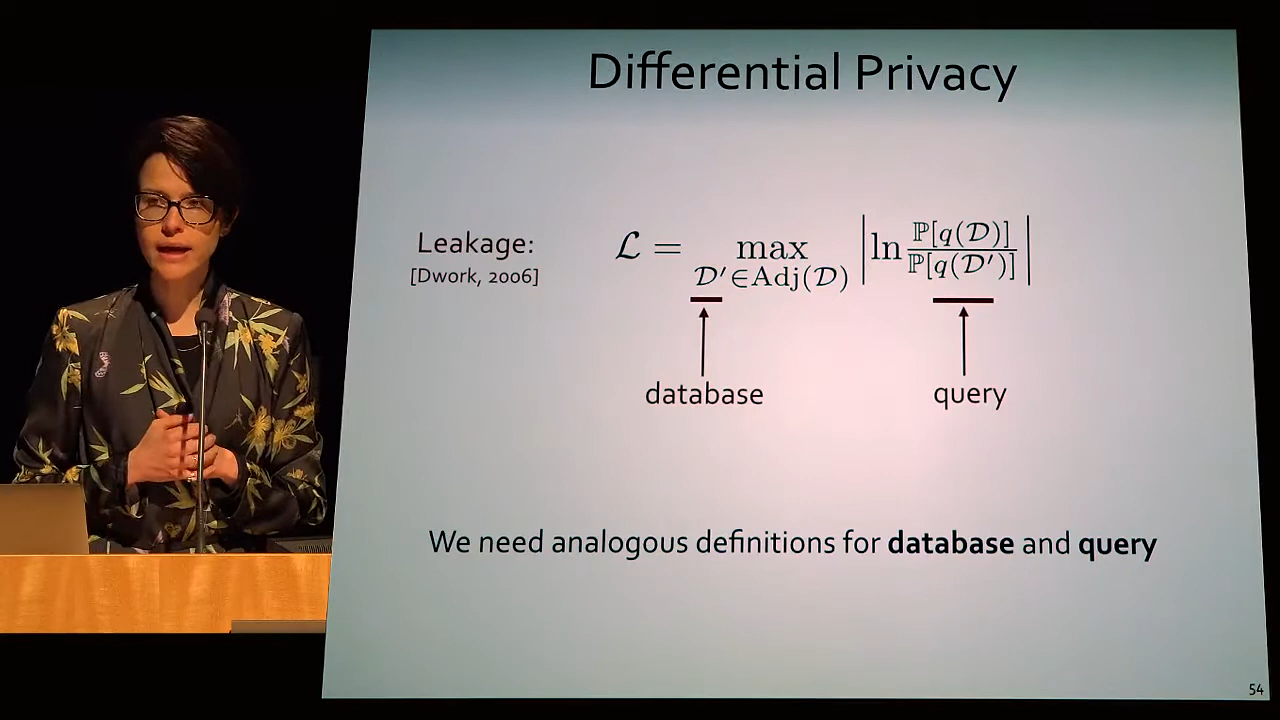 Differential Privacy
Leakage:
[Dwork, 2006]
ℒ = max_{𝒟′∈Adj(𝒟)} |ln ℙ[q(𝒟)] / ℙ[q(𝒟′)]|
database
query
We need analogous definitions for database and query
54